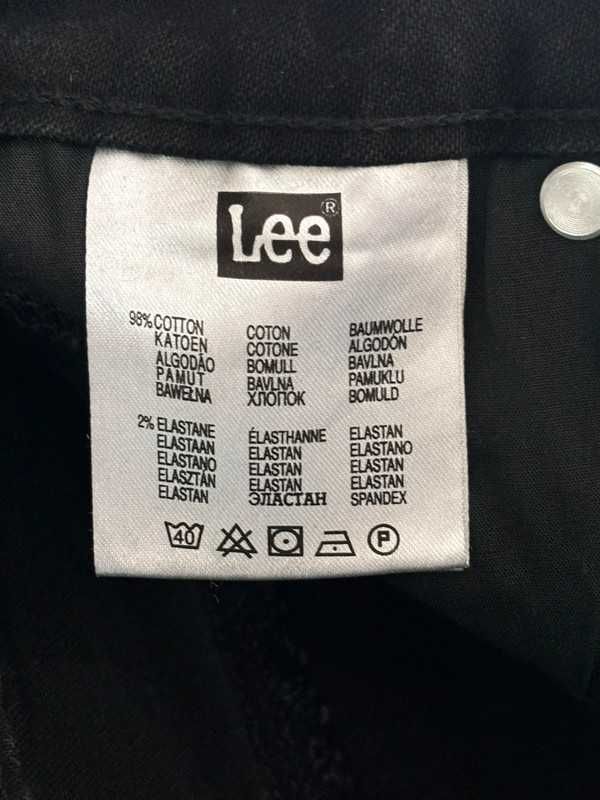 Lee®
98% COTTON COTON BAUMWOLLE
KATOEN COTONE ALGODÓN
ALGODÃO BOMULL BAVLNA
PAMUT BAVLNA PAMUKLU
BAWEŁNA ХЛОПОК BOMULD
2% ELASTANE ÉLASTHANNE ELASTAN
ELASTAAN ELASTAN ELASTANO
ELASTANO ELASTAN ELASTAN
ELASZTÁN ELASTAN ELASTAN
ELASTAN ЭЛАСТАН SPANDEX
40 P